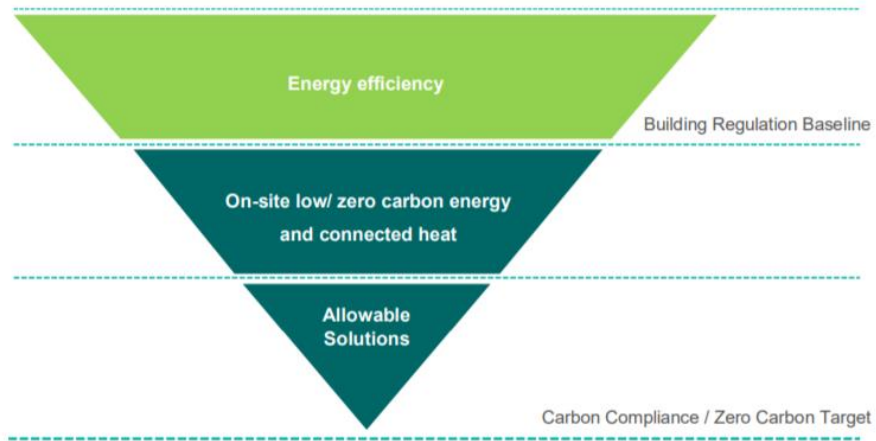 Energy efficiency
Building Regulation Baseline
On-site low/ zero carbon energy
and connected heat
Allowable
Solutions
Carbon Compliance / Zero Carbon Target